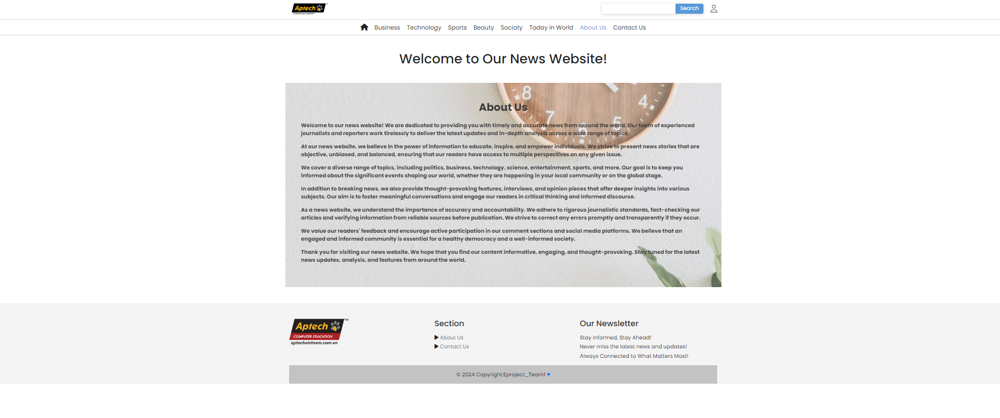 Aptech
Unleash your potential
Search
Business Technology Sports Beauty Sociaty Today in World About Us Contact Us
Welcome to Our News Website!
8
7
6
5
4
About Us
Welcome to our news website! We are dedicated to providing you with timely and accurate news from around the world. Our team of experienced
journalists and reporters work tirelessly to deliver the latest updates and in-depth analysis across a wide range of topics.
At our news website, we believe in the power of information to educate, inspire, and empower individuals. We strive to present news stories that are
objective, unbiased, and balanced, ensuring that our readers have access to multiple perspectives on any given issue.
We cover a diverse range of topics, including politics, business, technology, science, entertainment, sports, and more. Our goal is to keep you
informed about the significant events shaping our world, whether they are happening in your local community or on the global stage.
In addition to breaking news, we also provide thought-provoking features, interviews, and opinion pieces that offer deeper insights into various
subjects. Our aim is to foster meaningful conversations and engage our readers in critical thinking and informed discourse.
As a news website, we understand the importance of accuracy and accountability. We adhere to rigorous journalistic standards, fact-checking our
articles and verifying information from reliable sources before publication. We strive to correct any errors promptly and transparently if they occur.
We value our readers' feedback and encourage active participation in our comment sections and social media platforms. We believe that an
engaged and informed community is essential for a healthy democracy and a well-informed society.
Thank you for visiting our news website. We hope that you find our content informative, engaging, and thought-provoking. Stay tuned for the latest
news updates, analysis, and features from around the world.
Aptech TM
COMPUTER EDUCATION
aptechvietnam.com.vn
Section
About Us
Contact Us
Our Newsletter
Stay Informed, Stay Ahead!
Never miss the latest news and updates!
Always Connected to What Matters Most!
© 2024 Copyright:Eproject_Team1 ♥